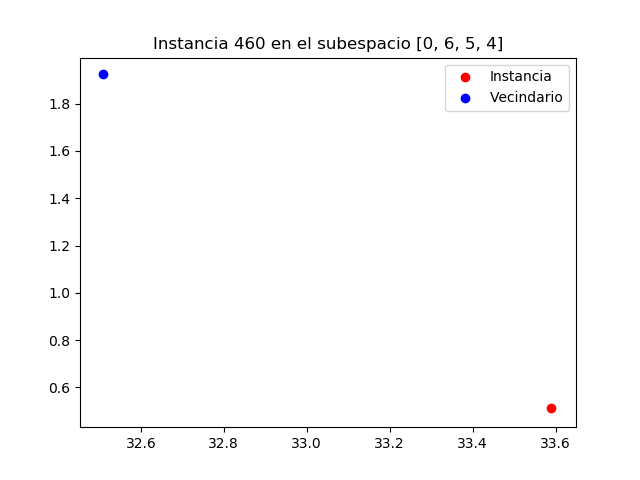 Instancia 460 en el subespacio [0, 6, 5, 4]
Instancia
Vecindario
1.8
1.6
1.4
1.2
1.0
0.8
0.6
32.6 32.8 33.0 33.2 33.4 33.6